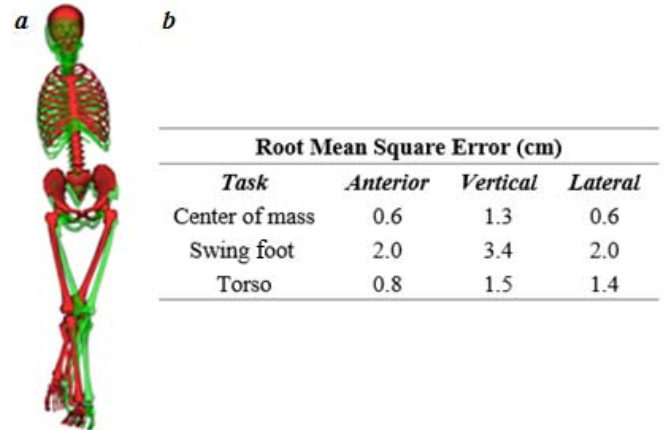 a b
Root Mean Square Error (cm)
Task Anterior Vertical Lateral
Center of mass 0.6 1.3 0.6
Swing foot 2.0 3.4 2.0
Torso 0.8 1.5 1.4